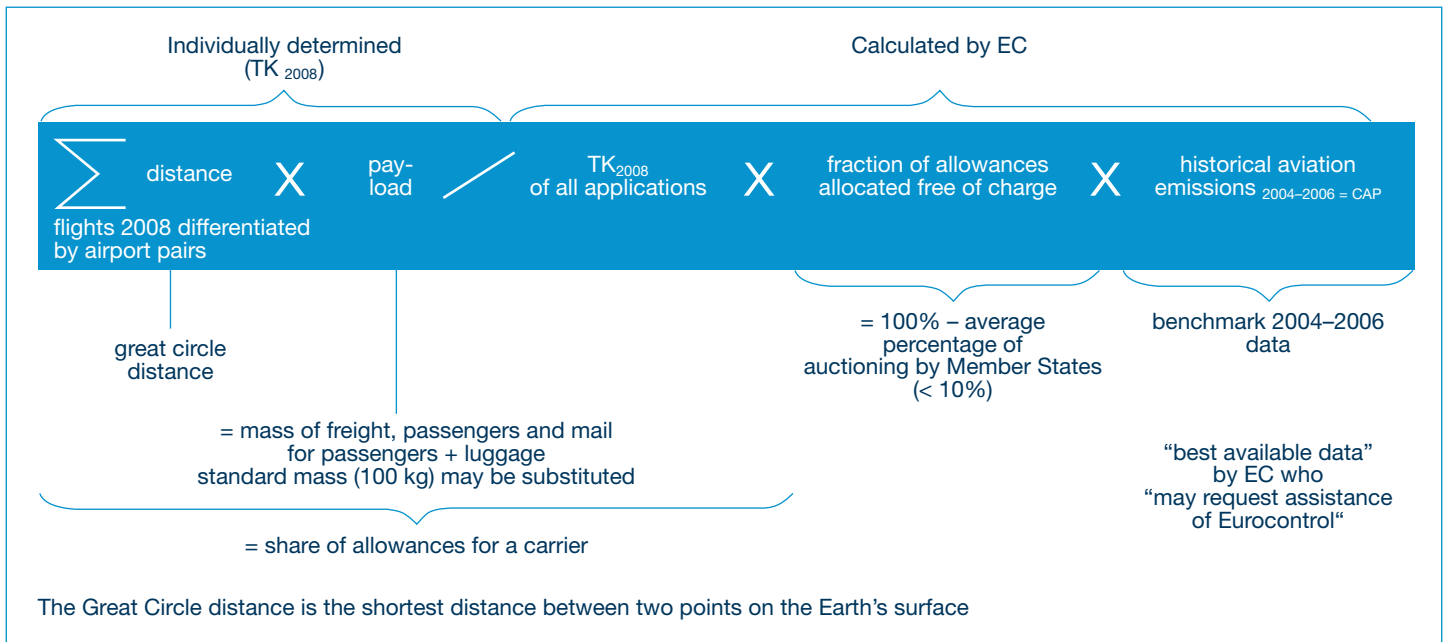 Individually determined
(TK 2008)
Calculated by EC
∑ distance X pay-
load / TK2008
of all applications X fraction of allowances
allocated free of charge X historical aviation
emissions 2004–2006 = CAP
flights 2008 differentiated
by airport pairs
great circle
distance
= mass of freight, passengers and mail
for passengers + luggage
standard mass (100 kg) may be substituted
= share of allowances for a carrier
= 100% – average
percentage of
auctioning by Member States
(< 10%)
benchmark 2004–2006
data
“best available data”
by EC who
“may request assistance
of Eurocontrol“
The Great Circle distance is the shortest distance between two points on the Earth’s surface